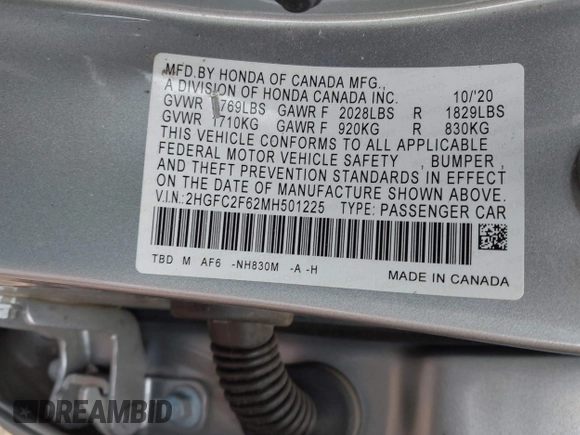 MFD.BY HONDA OF CANADA MFG.,
A DIVISION OF HONDA CANADA INC. 10/'20
GVWR 769LBS GAWR F 2028LBS R 1829LBS
GVWR 1710KG GAWR F 920KG R 830KG
THIS VEHICLE CONFORMS TO ALL APPLICABLE
FEDERAL MOTOR VEHICLE SAFETY , BUMPER,
AND THEFT PREVENTION STANDARDS IN EFFECT
ON THE DATE OF MANUFACTURE SHOWN ABOVE.
V.I.N.:2HGFC2F62MH501225 TYPE: PASSENGER CAR
TBD M AF6 -NH830M -A -H
MADE IN CANADA
DREAMBID